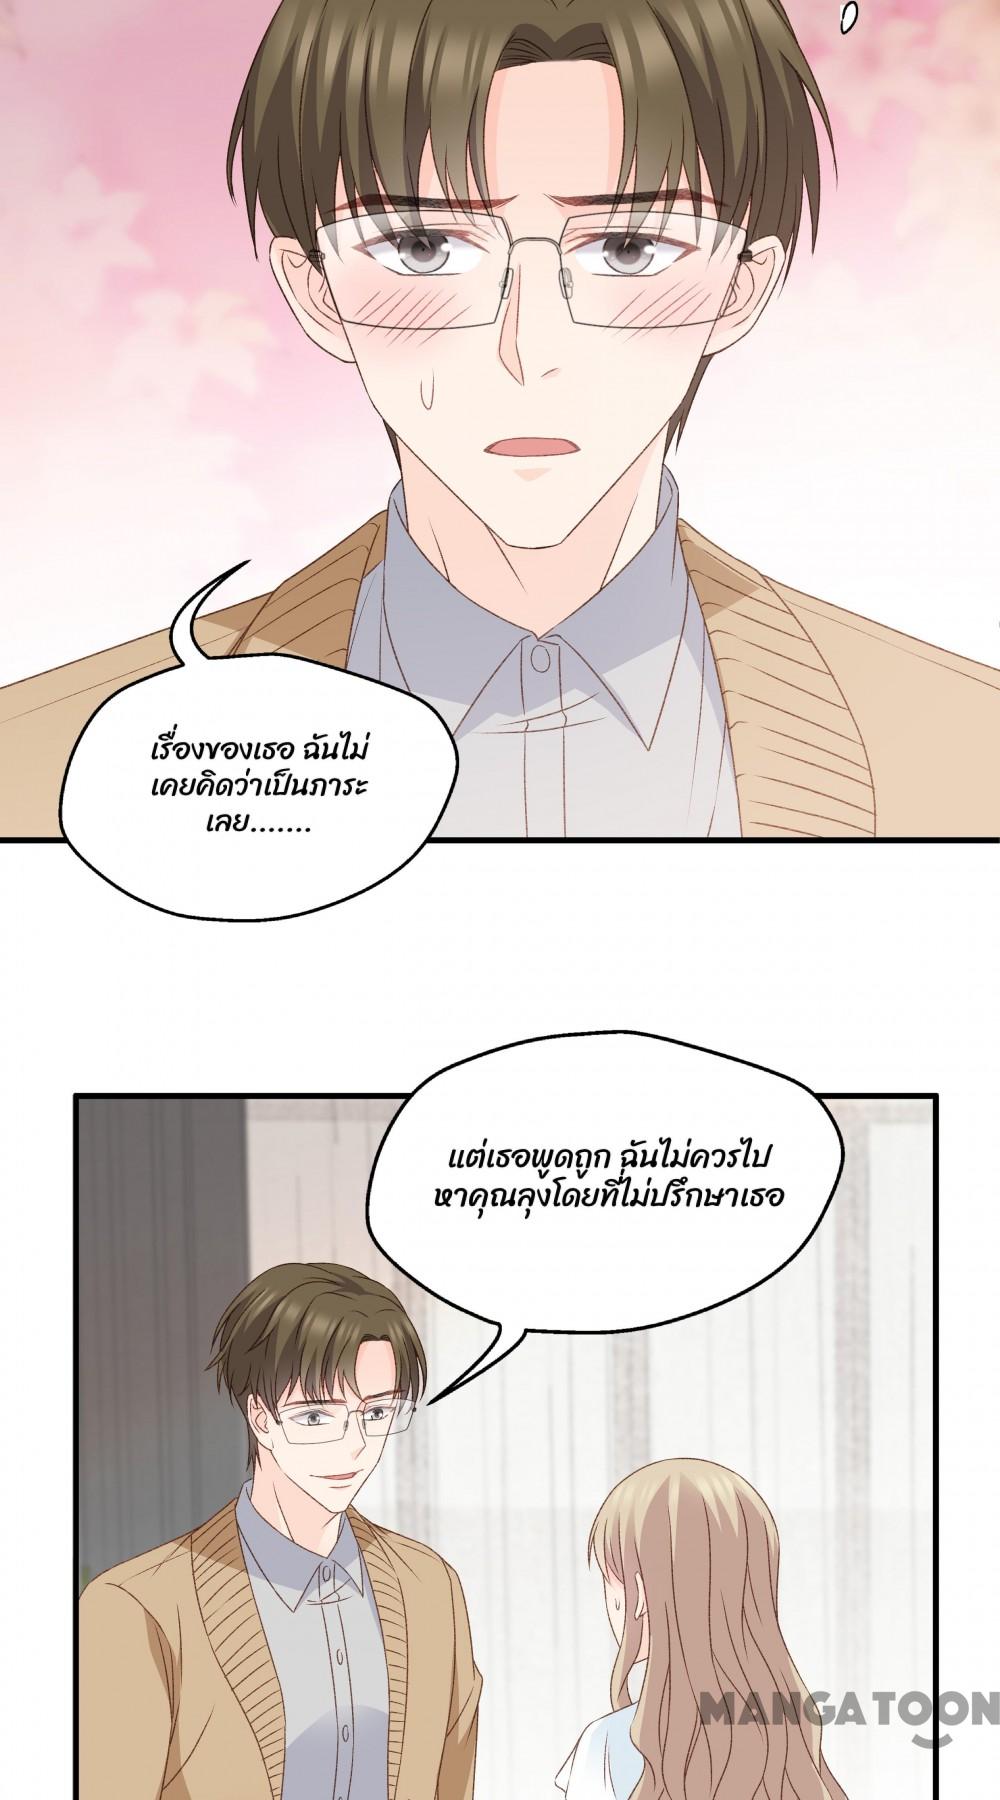 เรื่องของเธอ ฉันไม่
เคยคิดว่าเป็นภาระ
เลย.......
แต่เธอพูดถูก ฉันไม่ควรไป
หาคุณลุงโดยที่ไม่ปรึกษาเธอ
MANGATOON